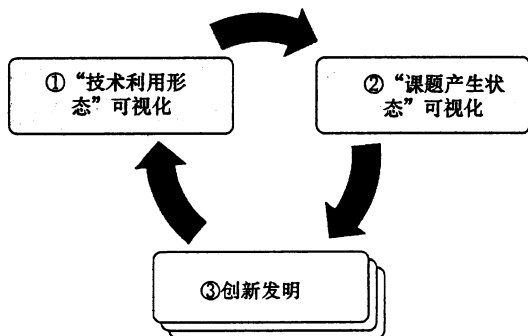 ①“技术利用形
态”可视化
②“课题产生状
态”可视化
③创新发明